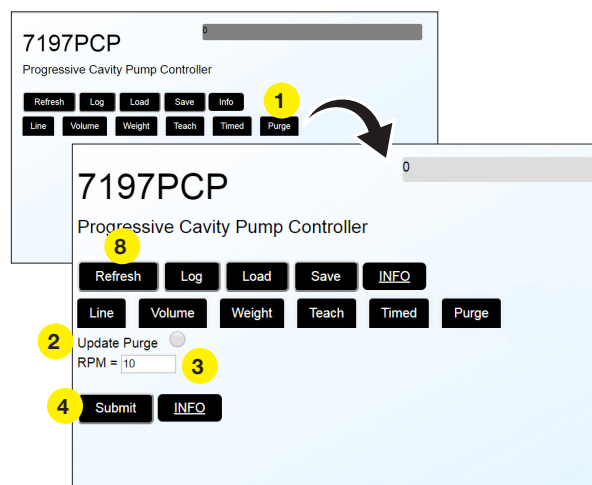 7197PCP
0
Progressive Cavity Pump Controller
Refresh Log Load Save Info
1
Line Volume Weight Teach Timed Purge
7197PCP
0
Progressive Cavity Pump Controller
8
Refresh Log Load Save INFO
Line Volume Weight Teach Timed Purge
2 Update Purge
RPM = 10 3
4 Submit INFO